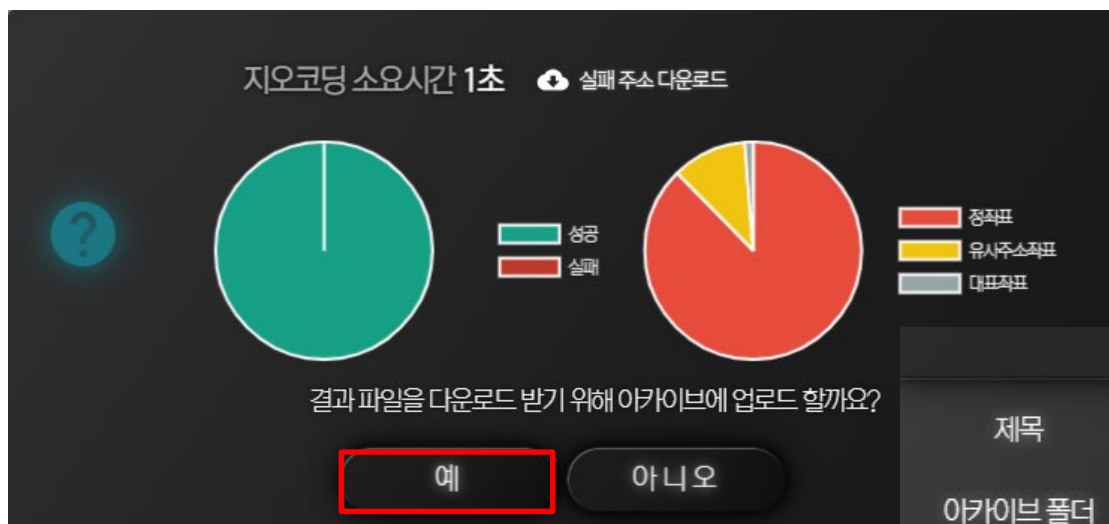 지오코딩 소요시간 1초 실패 주소 다운로드
?
성공
실패
정좌표
유사주소좌표
대표좌표
결과 파일을 다운로드 받기 위해 아카이브에 업로드 할까요?
예 아니오
제목
아카이브 폴더